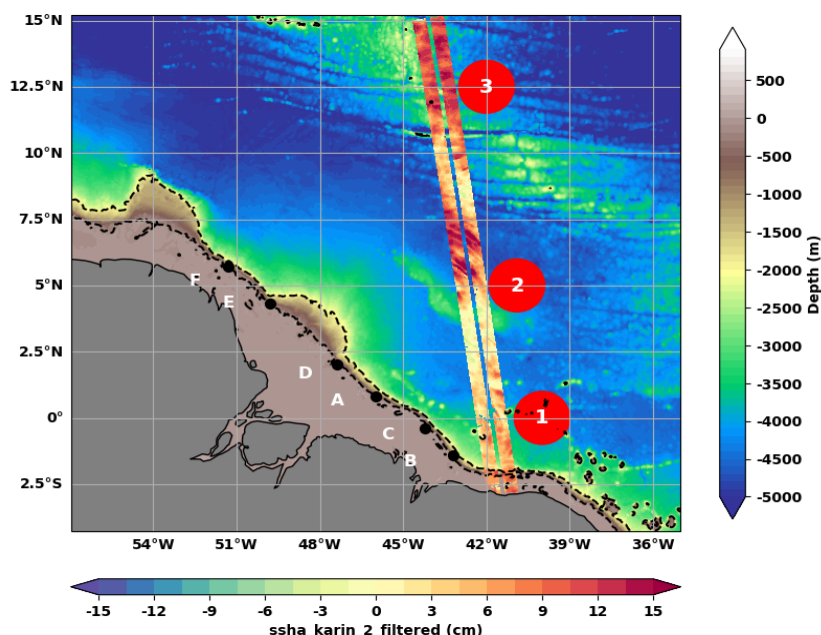 15°N
12.5°N
10°N
7.5°N
5°N
2.5°N
0°
2.5°S
54°W 51°W 48°W 45°W 42°W 39°W 36°W
3
2
1
F
E
D
A
C
B
500
0
-500
-1000
-1500
-2000
-2500
-3000
-3500
-4000
-4500
-5000
Depth (m)
-15 -12 -9 -6 -3 0 3 6 9 12 15
ssha_karin_2_filtered (cm)